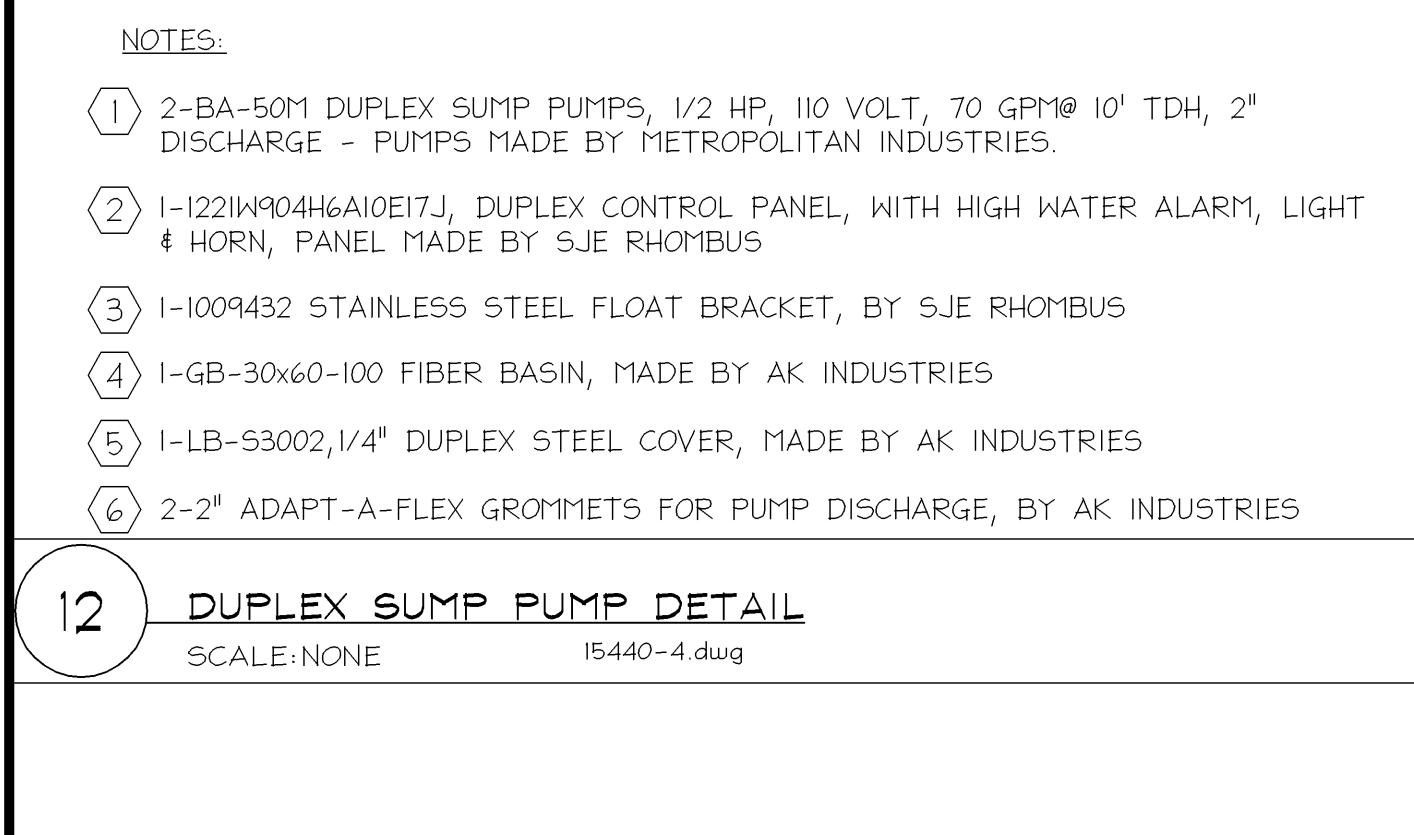 NOTES:
1 2-BA-50M DUPLEX SUMP PUMPS, 1/2 HP, 110 VOLT, 70 GPM@ 10' TDH, 2"
DISCHARGE - PUMPS MADE BY METROPOLITAN INDUSTRIES.
2 1-1221W904H6A10E17J, DUPLEX CONTROL PANEL, WITH HIGH WATER ALARM, LIGHT
& HORN, PANEL MADE BY SJE RHOMBUS
3 1-1009432 STAINLESS STEEL FLOAT BRACKET, BY SJE RHOMBUS
4 1-GB-30x60-100 FIBER BASIN, MADE BY AK INDUSTRIES
5 1-LB-S3002,1/4" DUPLEX STEEL COVER, MADE BY AK INDUSTRIES
6 2-2" ADAPT-A-FLEX GROMMETS FOR PUMP DISCHARGE, BY AK INDUSTRIES
12 DUPLEX SUMP PUMP DETAIL
SCALE:NONE 15440-4.dwg